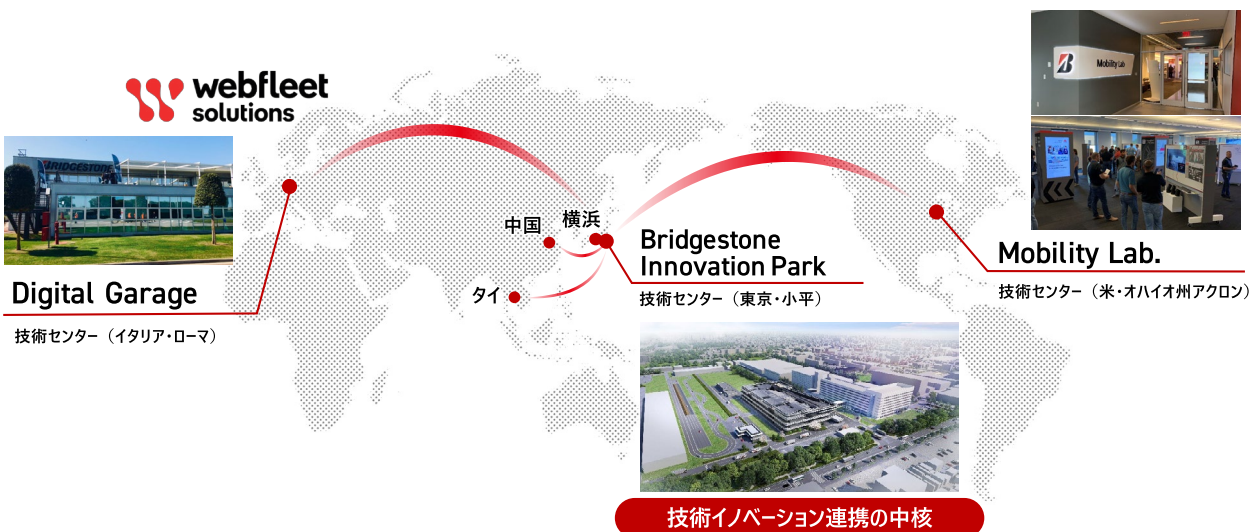 webfleet
solutions
BRIDGESTONE
Digital Garage
技術センター（イタリア・ローマ）
中国
横浜
タイ
Bridgestone
Innovation Park
技術センター（東京・小平）
技術イノベーション連携の中核
B Mobility Lab
Mobility Lab.
技術センター（米・オハイオ州アクロン）